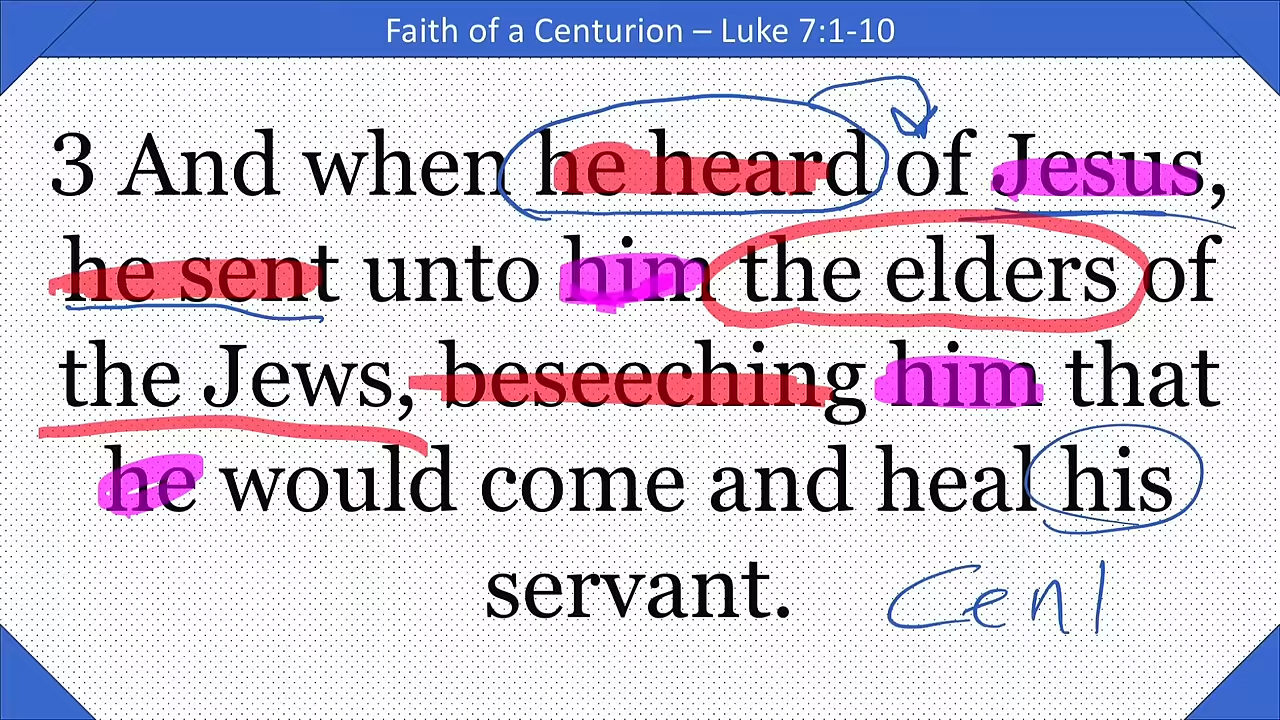 Faith of a Centurion – Luke 7:1-10
3 And when he heard of Jesus,
he sent unto him the elders of
the Jews, beseeching him that
he would come and heal his
servant.
Cen